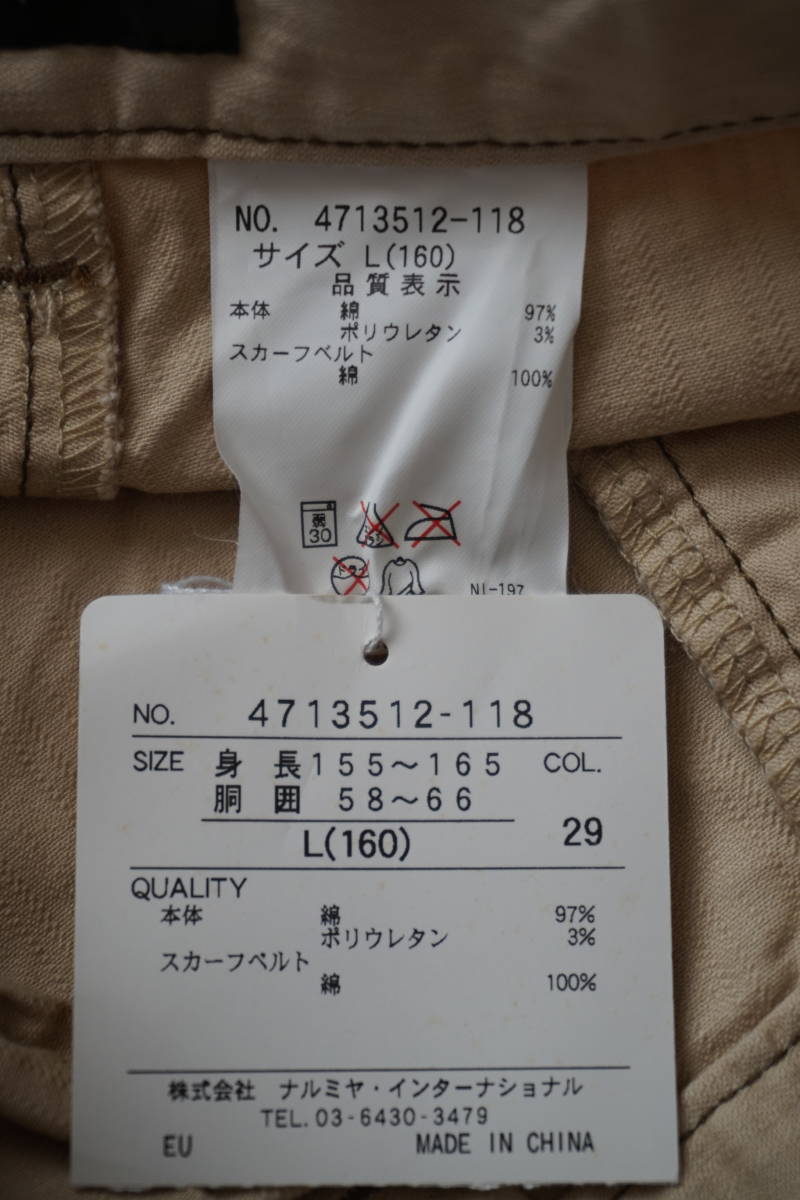 NO. 4713512-118
サイズ L(160)
品質表示
本体 綿 97%
ポリウレタン 3%
スカーフベルト
綿 100%
弱
30
ドライ
NI-197
NO. 4713512-118
SIZE 身長155～165 COL.
胴囲 58～66
L(160) 29
QUALITY
本体 綿 97%
ポリウレタン 3%
スカーフベルト
綿 100%
株式会社 ナルミヤ・インターナショナル
TEL.03-6430-3479
EU MADE IN CHINA